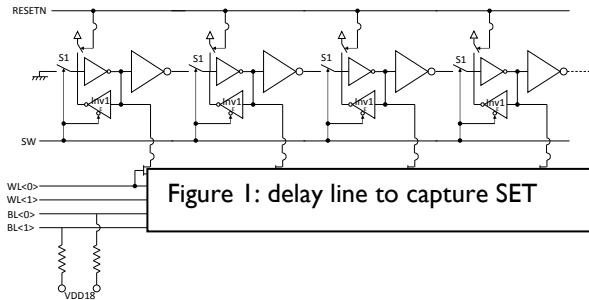 RESETN
S1 S1 S1 S1
Inv1 Inv1 Inv1 Inv1
SW
WL<0>
WL<1>
BL<0>
BL<1>
Figure 1: delay line to capture SET
VDD18